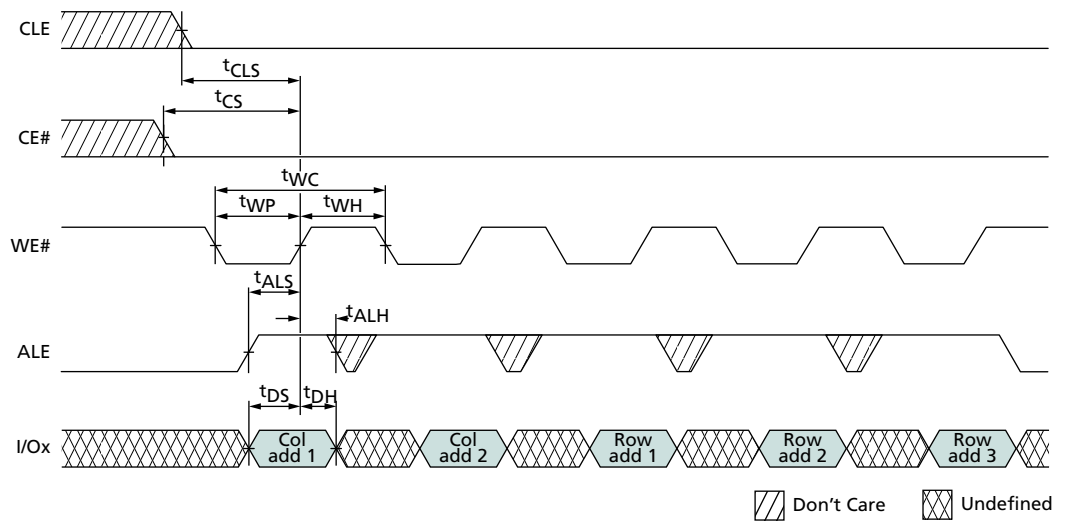 CLE
tCLS
tCS
CE#
tWC
tWP
tWH
WE#
tALS
tALH
ALE
tDS
tDH
I/Ox
Col
add 1
Col
add 2
Row
add 1
Row
add 2
Row
add 3
Don't Care
Undefined